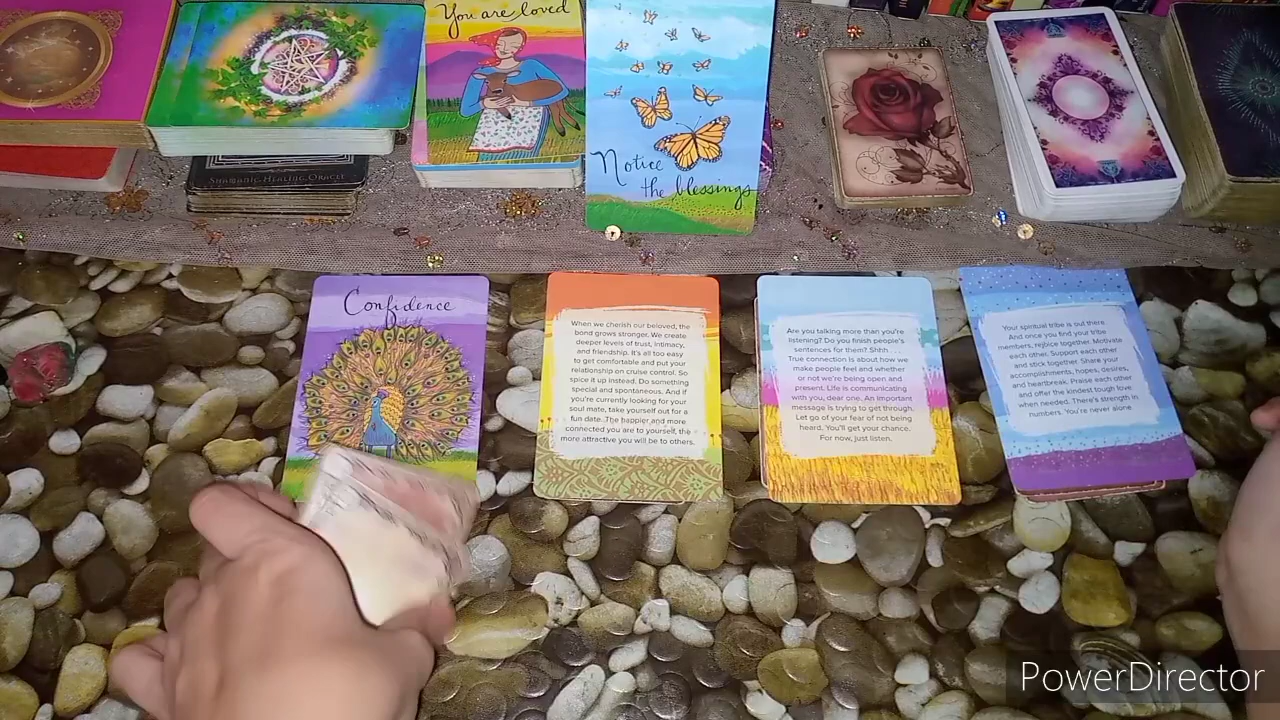 You are loved
Notice
the blessings
SHAMANIC HEALING ORACLE
Confidence
When we cherish our beloved, the
bond grows stronger. We create
deeper levels of trust, intimacy,
and friendship. It's all too easy
to get comfortable and put your
relationship on cruise control. So
spice it up instead. Do something
special and spontaneous. And if
you're currently looking for your
soul mate, take yourself out for a
fun date. The happier and more
connected you are to yourself, the
more attractive you will be to others.
Are you talking more than you're
listening? Do you finish people's
sentences for them? Shh . . .
True connection is about how we
make people feel and whether
or not we're being open and
present. Life is communicating
with you, dear one. An important
message is trying to get through.
Let go of your fear of not being
heard. You'll get your chance.
For now, just listen.
Your spiritual tribe is out there.
And once you find your tribe
members, rejoice together. Motivate
each other. Support each other
and stick together. Share your
accomplishments, hopes, desires,
and heartbreak. Praise each other
and offer the kindest tough love
when needed. There's strength in
numbers. You're never alone.
PowerDirector